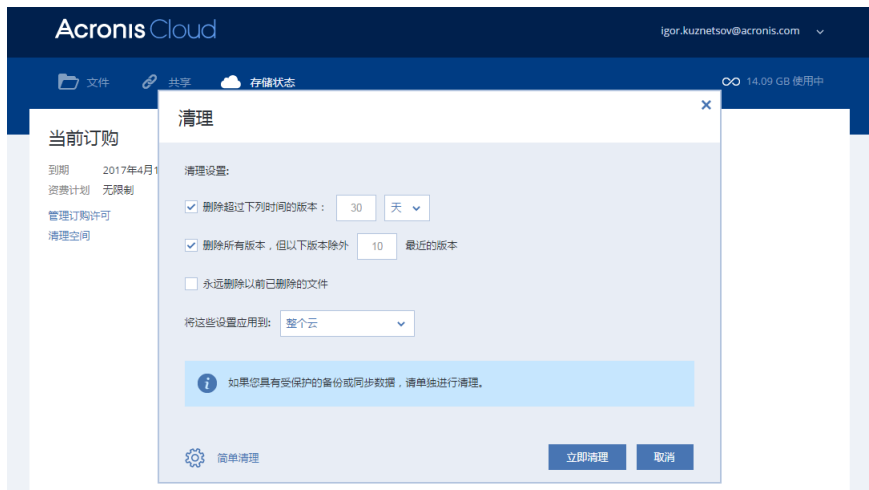 Acronis Cloud
igor.kuznetsov@acronis.com
文件 共享 存储状态 14.09 GB 使用中
当前订购
到期 2017年4月1
资费计划 无限制
管理订购许可
清理空间
清理
清理设置:
删除超过下列时间的版本： 30 天
删除所有版本，但以下版本除外 10 最近的版本
永远删除以前已删除的文件
将这些设置应用到: 整个云
如果您具有受保护的备份或同步数据，请单独进行清理。
简单清理 立即清理 取消